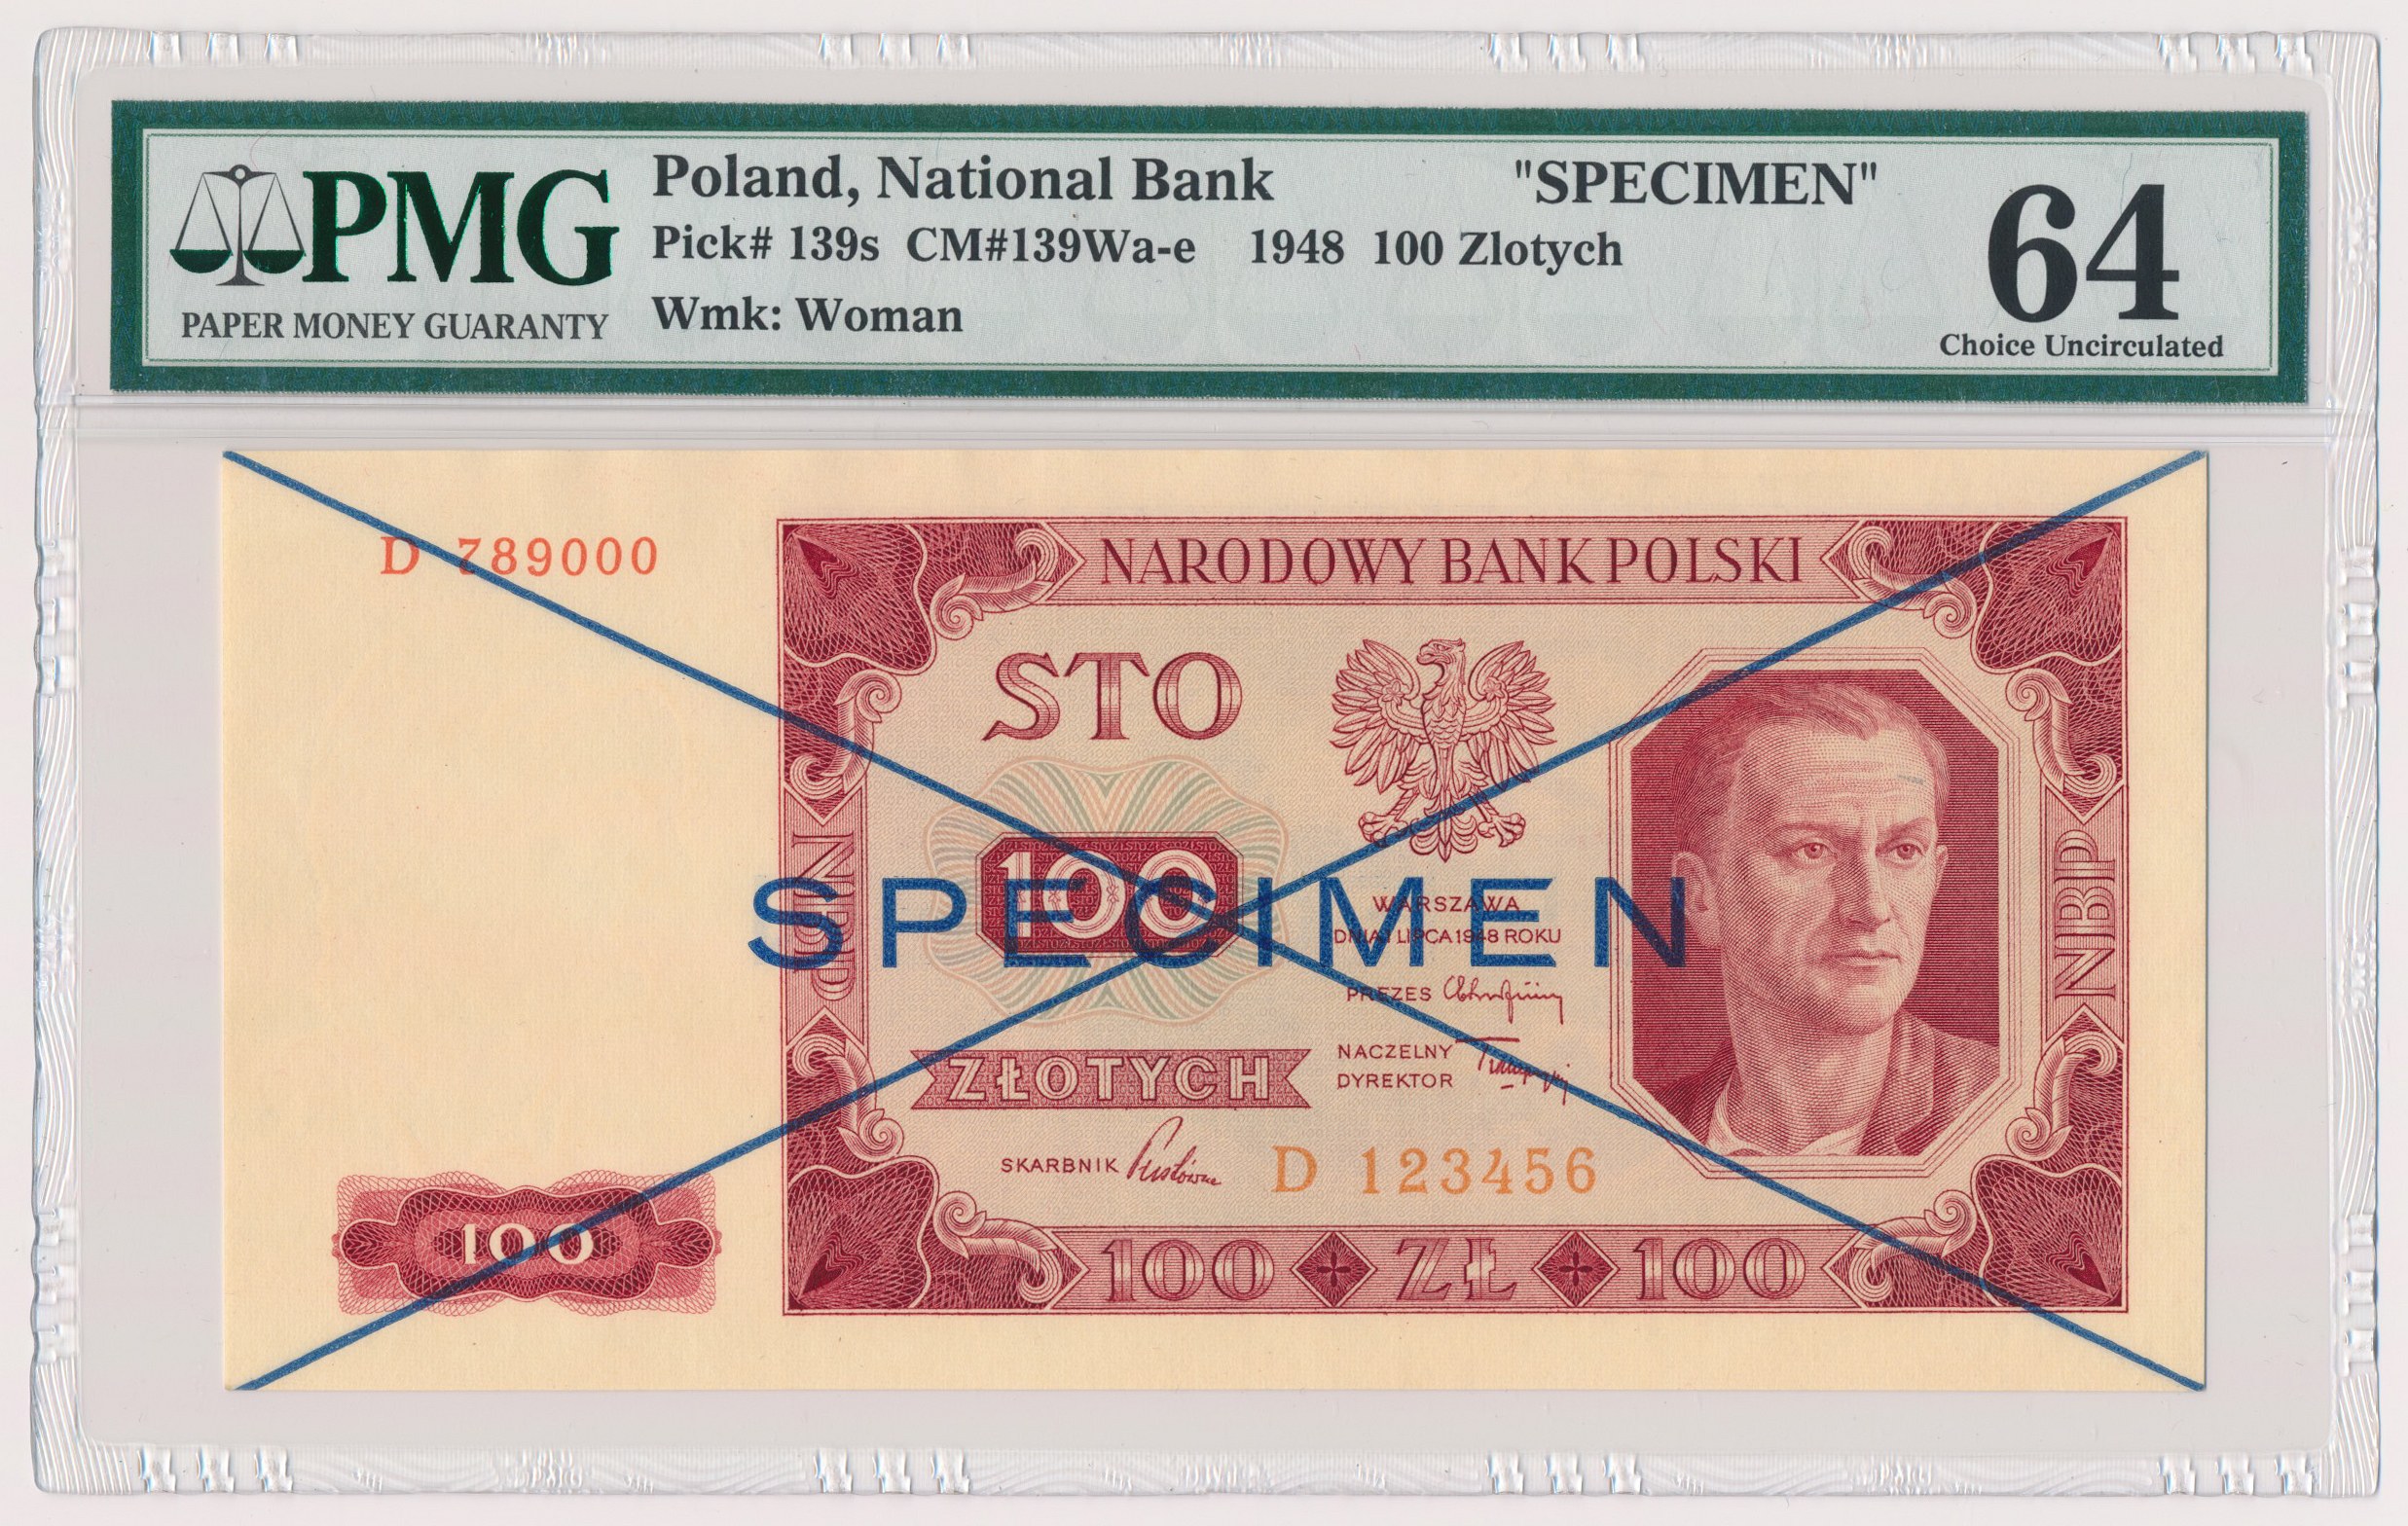 PMG
PAPER MONEY GUARANTY
Poland, National Bank "SPECIMEN"
Pick# 139s CM#139Wa-e 1948 100 Zlotych
Wmk: Woman
64
Choice Uncirculated
D 789000
NARODOWY BANK POLSKI
STO
100
NBP
NBP
SPECIMEN
WARSZAWA
DNIA 1 LIPCA 1948 ROKU
PREZES
NACZELNY
DYREKTOR
ZŁOTYCH
SKARBNIK
D 123456
100
100 ZŁ 100